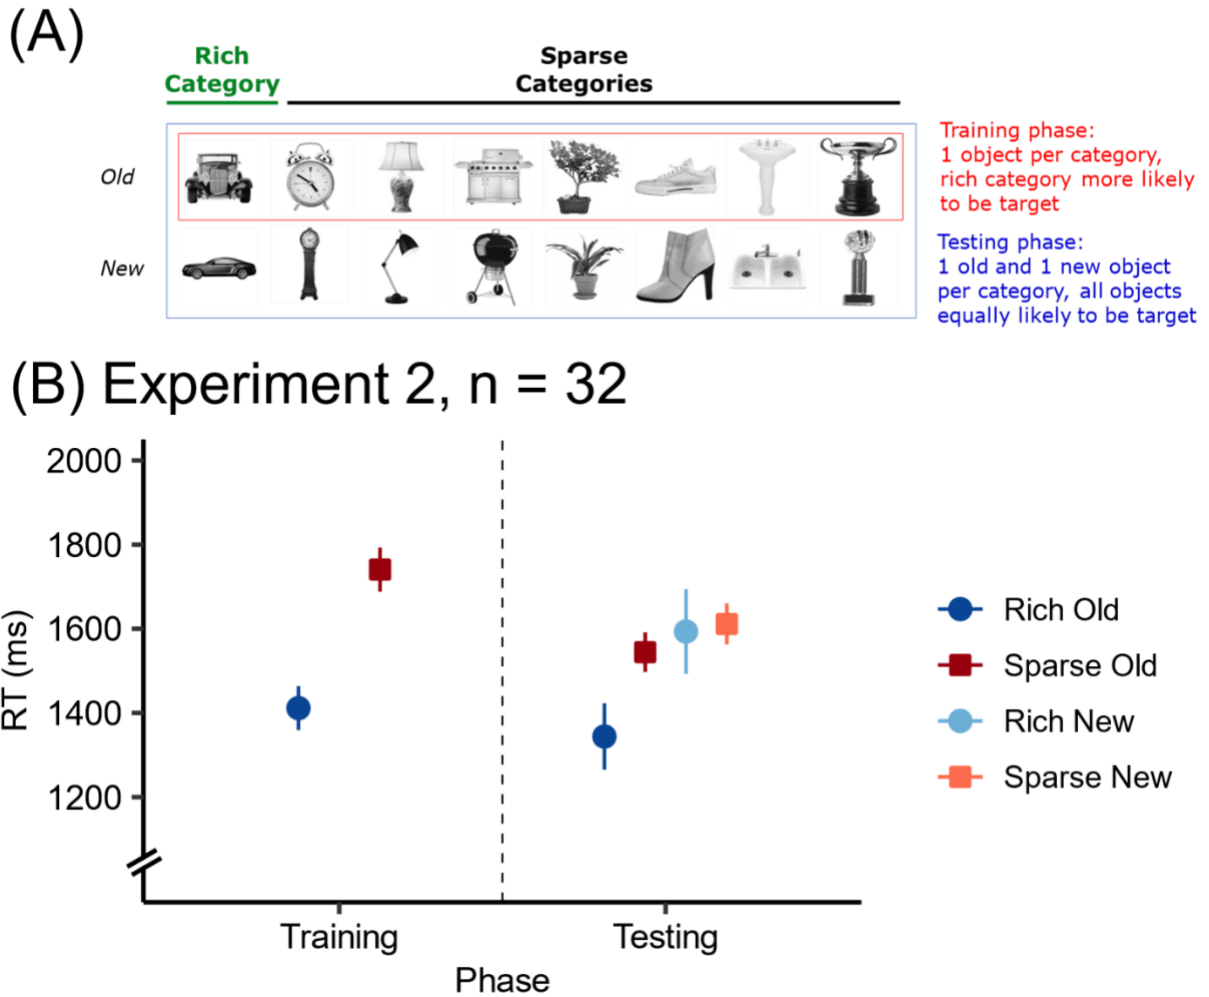 (A)
Rich
Category
Sparse
Categories
Old
New
Training phase:
1 object per category,
rich category more likely
to be target
Testing phase:
1 old and 1 new object
per category, all objects
equally likely to be target
(B) Experiment 2, n = 32
2000
1800
1600
1400
1200
RT (ms)
Training
Testing
Phase
Rich Old
Sparse Old
Rich New
Sparse New